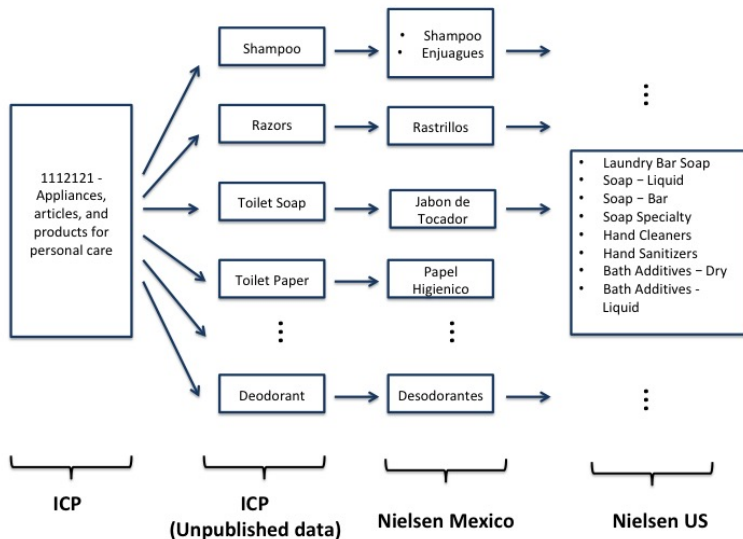 1112121 -
Appliances,
articles, and
products for
personal care
Shampoo
Razors
Toilet Soap
Toilet Paper
Deodorant
• Shampoo
• Enjuagues
Rastrillos
Jabon de
Tocador
Papel
Higienico
Desodorantes
• Laundry Bar Soap
• Soap – Liquid
• Soap – Bar
• Soap Specialty
• Hand Cleaners
• Hand Sanitizers
• Bath Additives – Dry
• Bath Additives -
Liquid
ICP
ICP
(Unpublished data)
Nielsen Mexico
Nielsen US